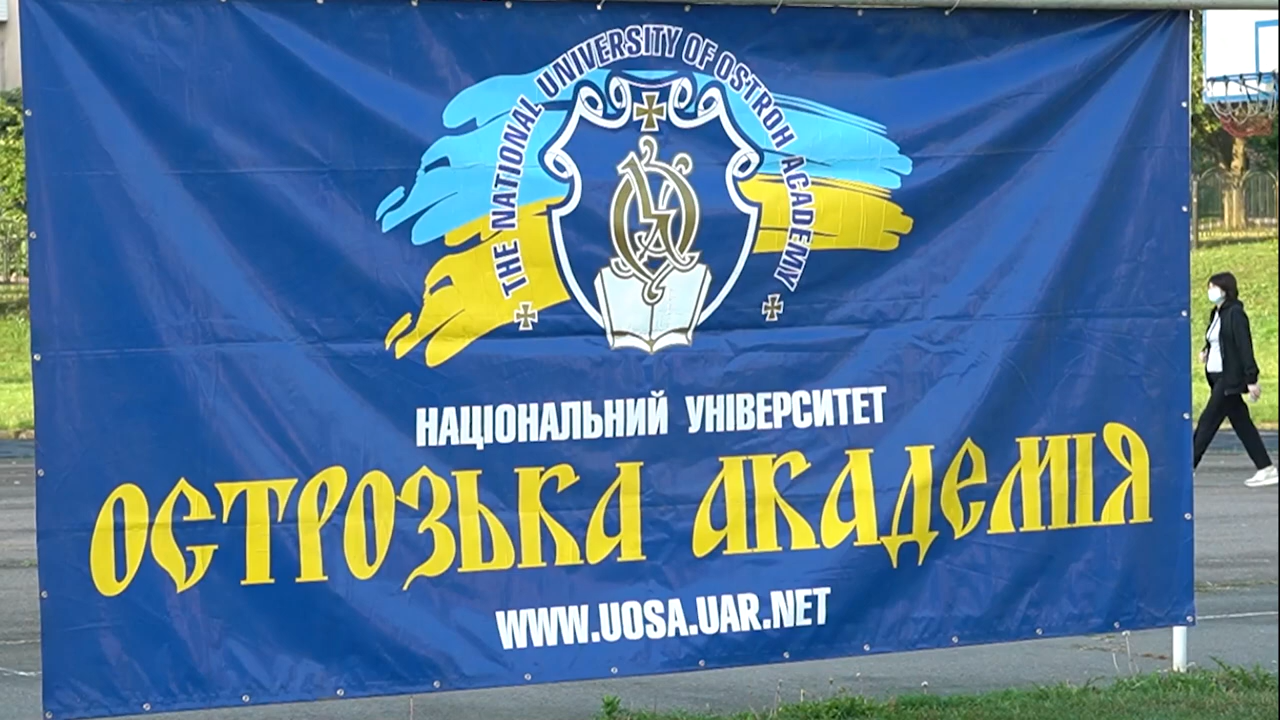 THE NATIONAL UNIVERSITY OF OSTROH ACADEMY
НАЦІОНАЛЬНИЙ УНІВЕРСИТЕТ
ОСТРОЗЬКА АКАДЕМІЯ
WWW.UOSA.UAR.NET